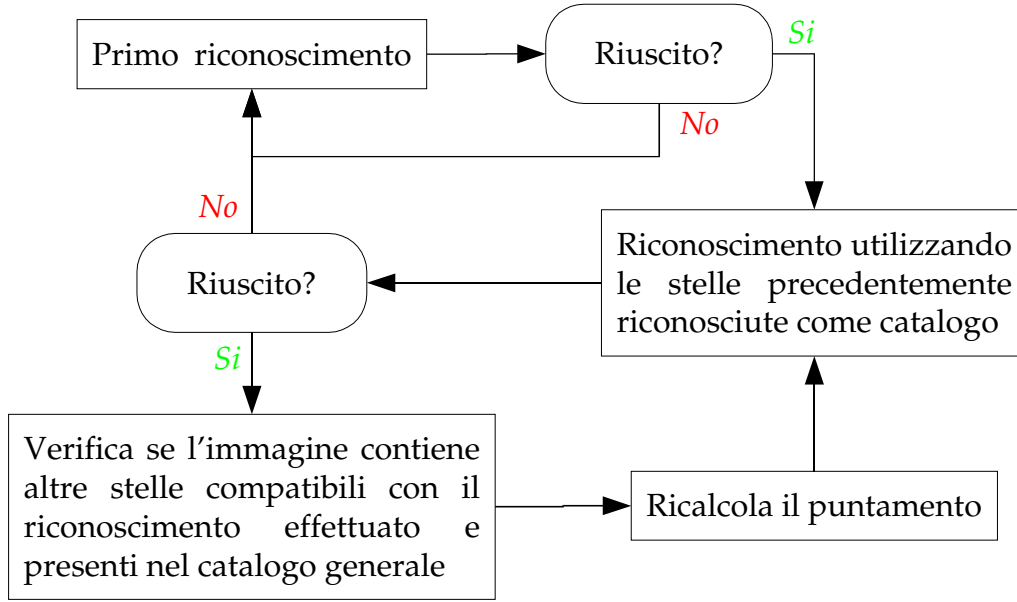 Primo riconoscimento
Riuscito?
Si
No
No
Riuscito?
Si
Riconoscimento utilizzando
le stelle precedentemente
riconosciute come catalogo
Verifica se l'immagine contiene
altre stelle compatibili con il
riconoscimento effettuato e
presenti nel catalogo generale
Ricalcola il puntamento